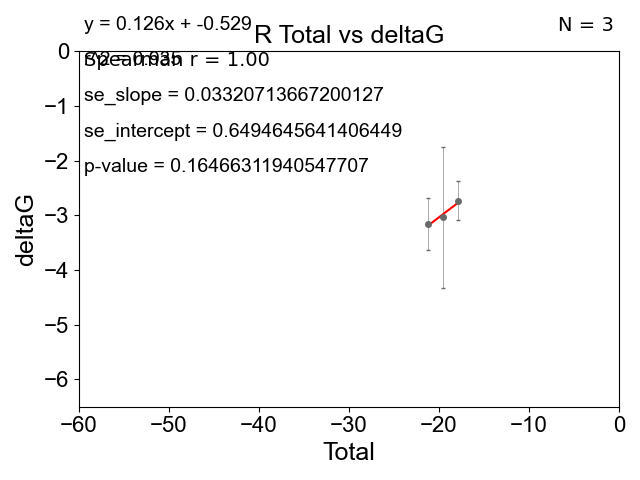 y = 0.126x + -0.529
N = 3
R Total vs deltaG
Spearman r = 1.00
se_slope = 0.03320713667200127
se_intercept = 0.6494645641406449
p-value = 0.16466311940547707
0
−1
−2
−3
−4
−5
−6
deltaG
−60
−50
−40
−30
−20
−10
0
Total